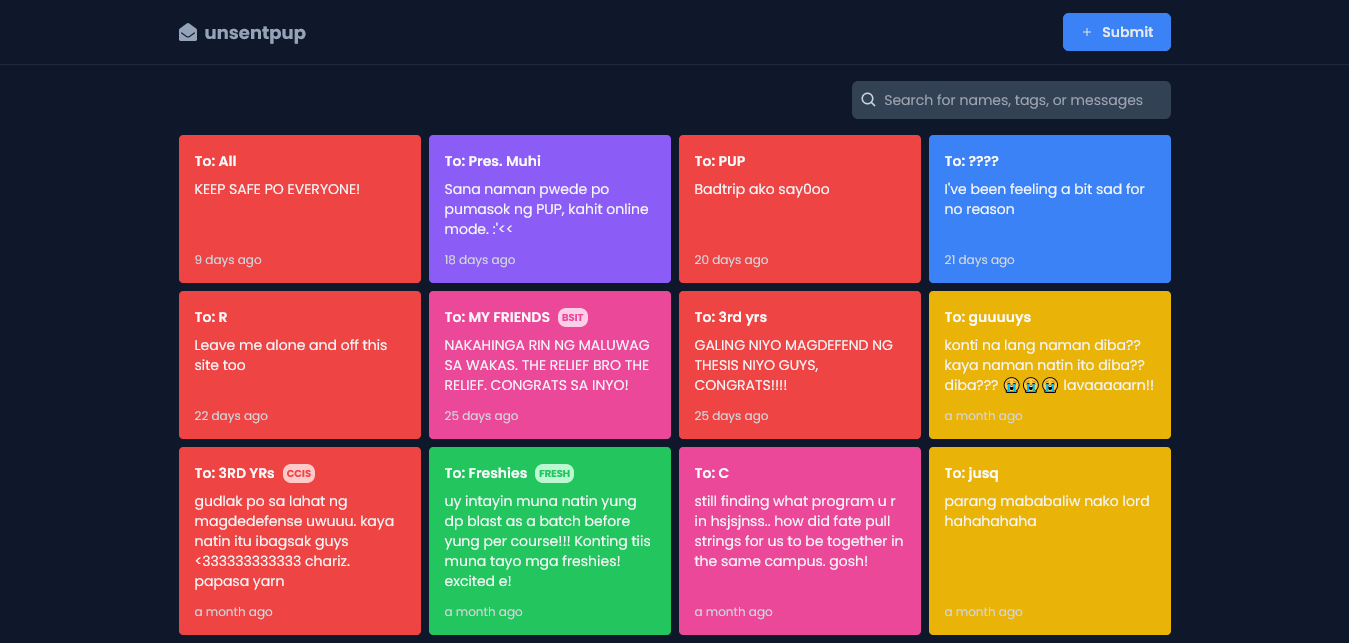 unsentpup
+ Submit
Search for names, tags, or messages
To: All
KEEP SAFE PO EVERYONE!
9 days ago
To: Pres. Muhi
Sana naman pwede po
pumasok ng PUP, kahit online
mode. :'<<
18 days ago
To: PUP
Badtrip ako say0oo
20 days ago
To: ????
I've been feeling a bit sad for
no reason
21 days ago
To: R
Leave me alone and off this
site too
22 days ago
To: MY FRIENDS BSIT
NAKAHINGA RIN NG MALUWAG
SA WAKAS. THE RELIEF BRO THE
RELIEF. CONGRATS SA INYO!
25 days ago
To: 3rd yrs
GALING NIYO MAGDEFEND NG
THESIS NIYO GUYS,
CONGRATS!!!!
25 days ago
To: guuuuys
konti na lang naman diba??
kaya naman natin ito diba??
diba??? 😭😭😭 lavaaaaarn!!
a month ago
To: 3RD YRs CCIS
gudlak po sa lahat ng
magdedefense uwuuu. kaya
natin itu ibagsak guys
<333333333333 chariz.
papasa yarn
a month ago
To: Freshies FRESH
uy intayin muna natin yung
dp blast as a batch before
yung per course!!! Konting tiis
muna tayo mga freshies!
excited e!
a month ago
To: C
still finding what program u r
in hsjsjnss.. how did fate pull
strings for us to be together in
the same campus. gosh!
a month ago
To: jusq
parang mababaliw nako lord
hahahahaha
a month ago